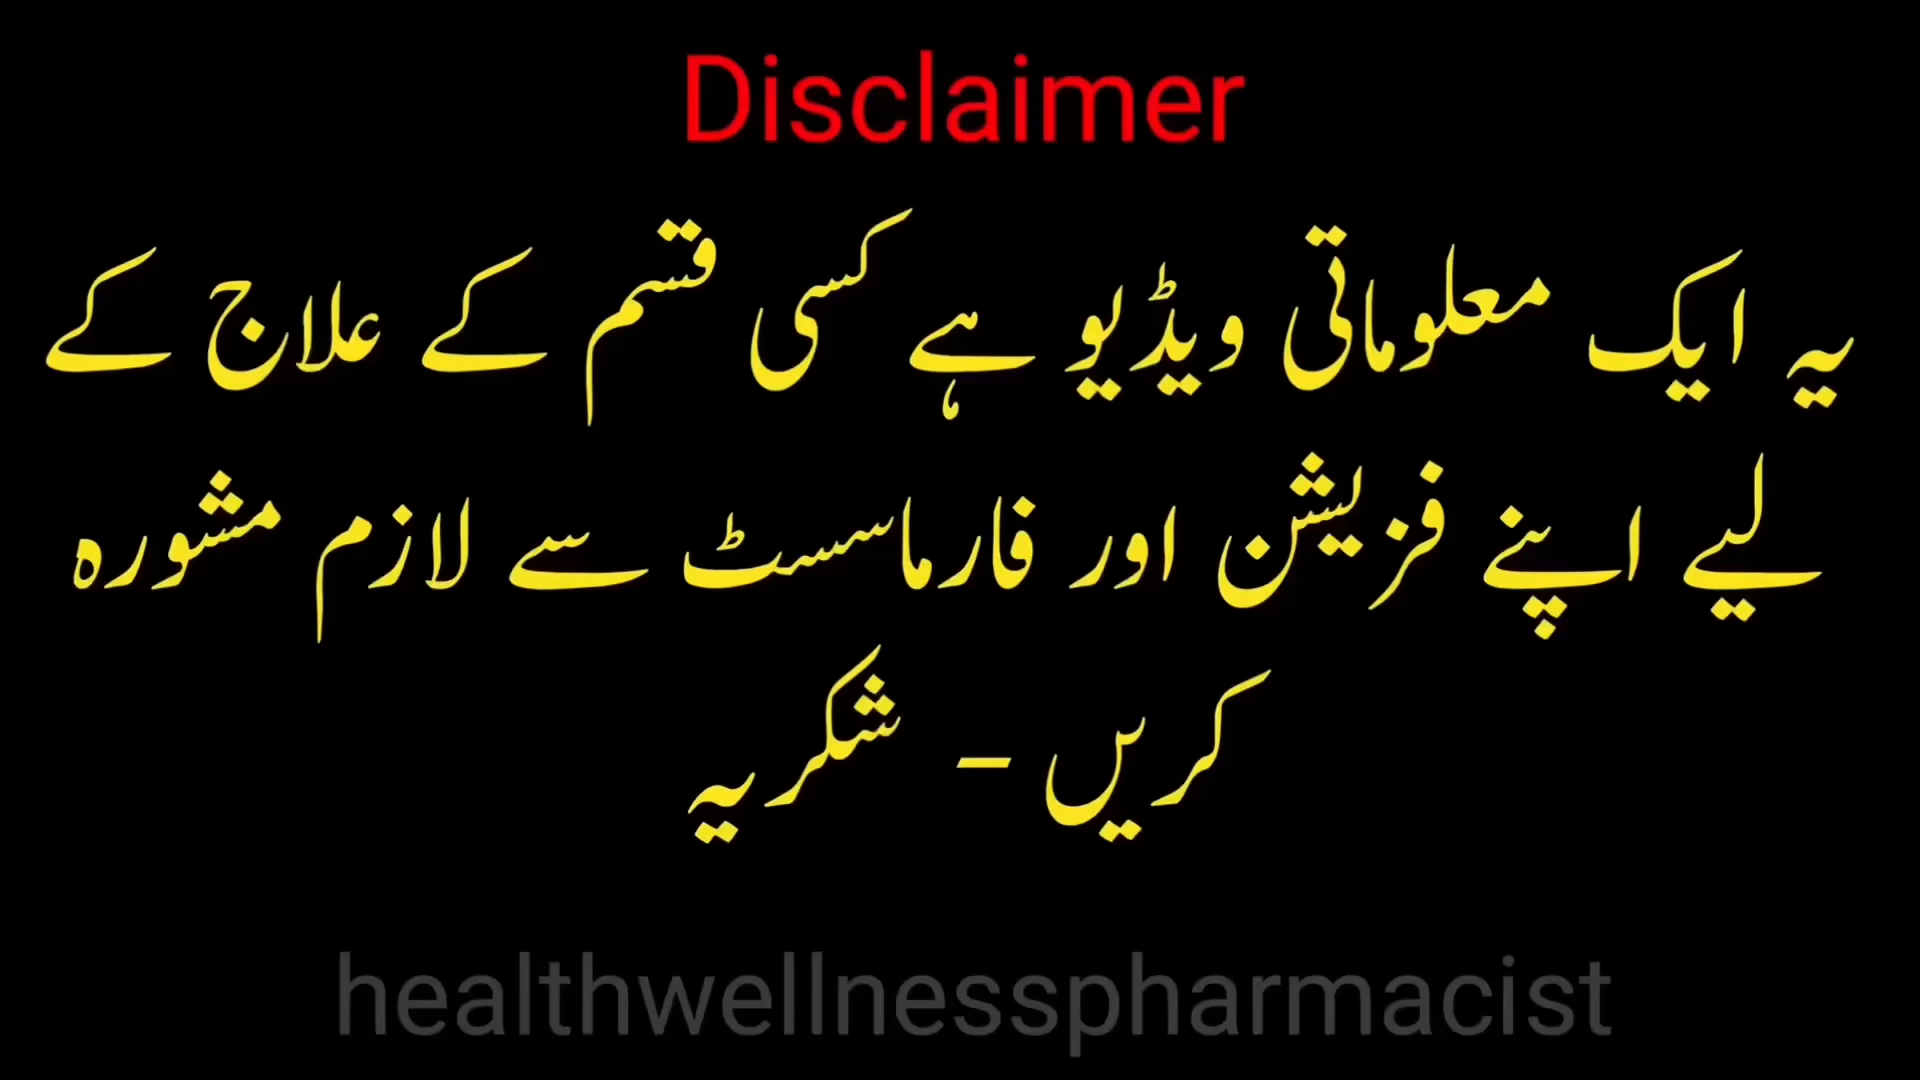 Disclaimer
یہ ایک معلوماتی ویڈیو ہے کسی قسم کے علاج کے
لیے اپنے فزیشن اور فارماسسٹ سے لازم مشورہ
کریں - شکریہ
healthwellnesspharmacist